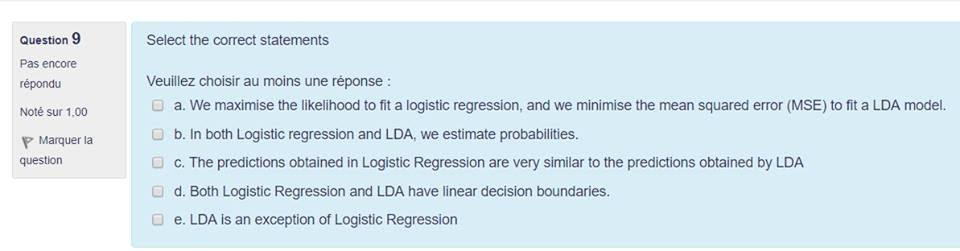 Question 9
Pas encore
répondu
Noté sur 1,00
Marquer la
question
Select the correct statements
Veuillez choisir au moins une réponse :
a. We maximise the likelihood to fit a logistic regression, and we minimise the mean squared error (MSE) to fit a LDA model.
b. In both Logistic regression and LDA, we estimate probabilities.
c. The predictions obtained in Logistic Regression are very similar to the predictions obtained by LDA
d. Both Logistic Regression and LDA have linear decision boundaries.
e. LDA is an exception of Logistic Regression